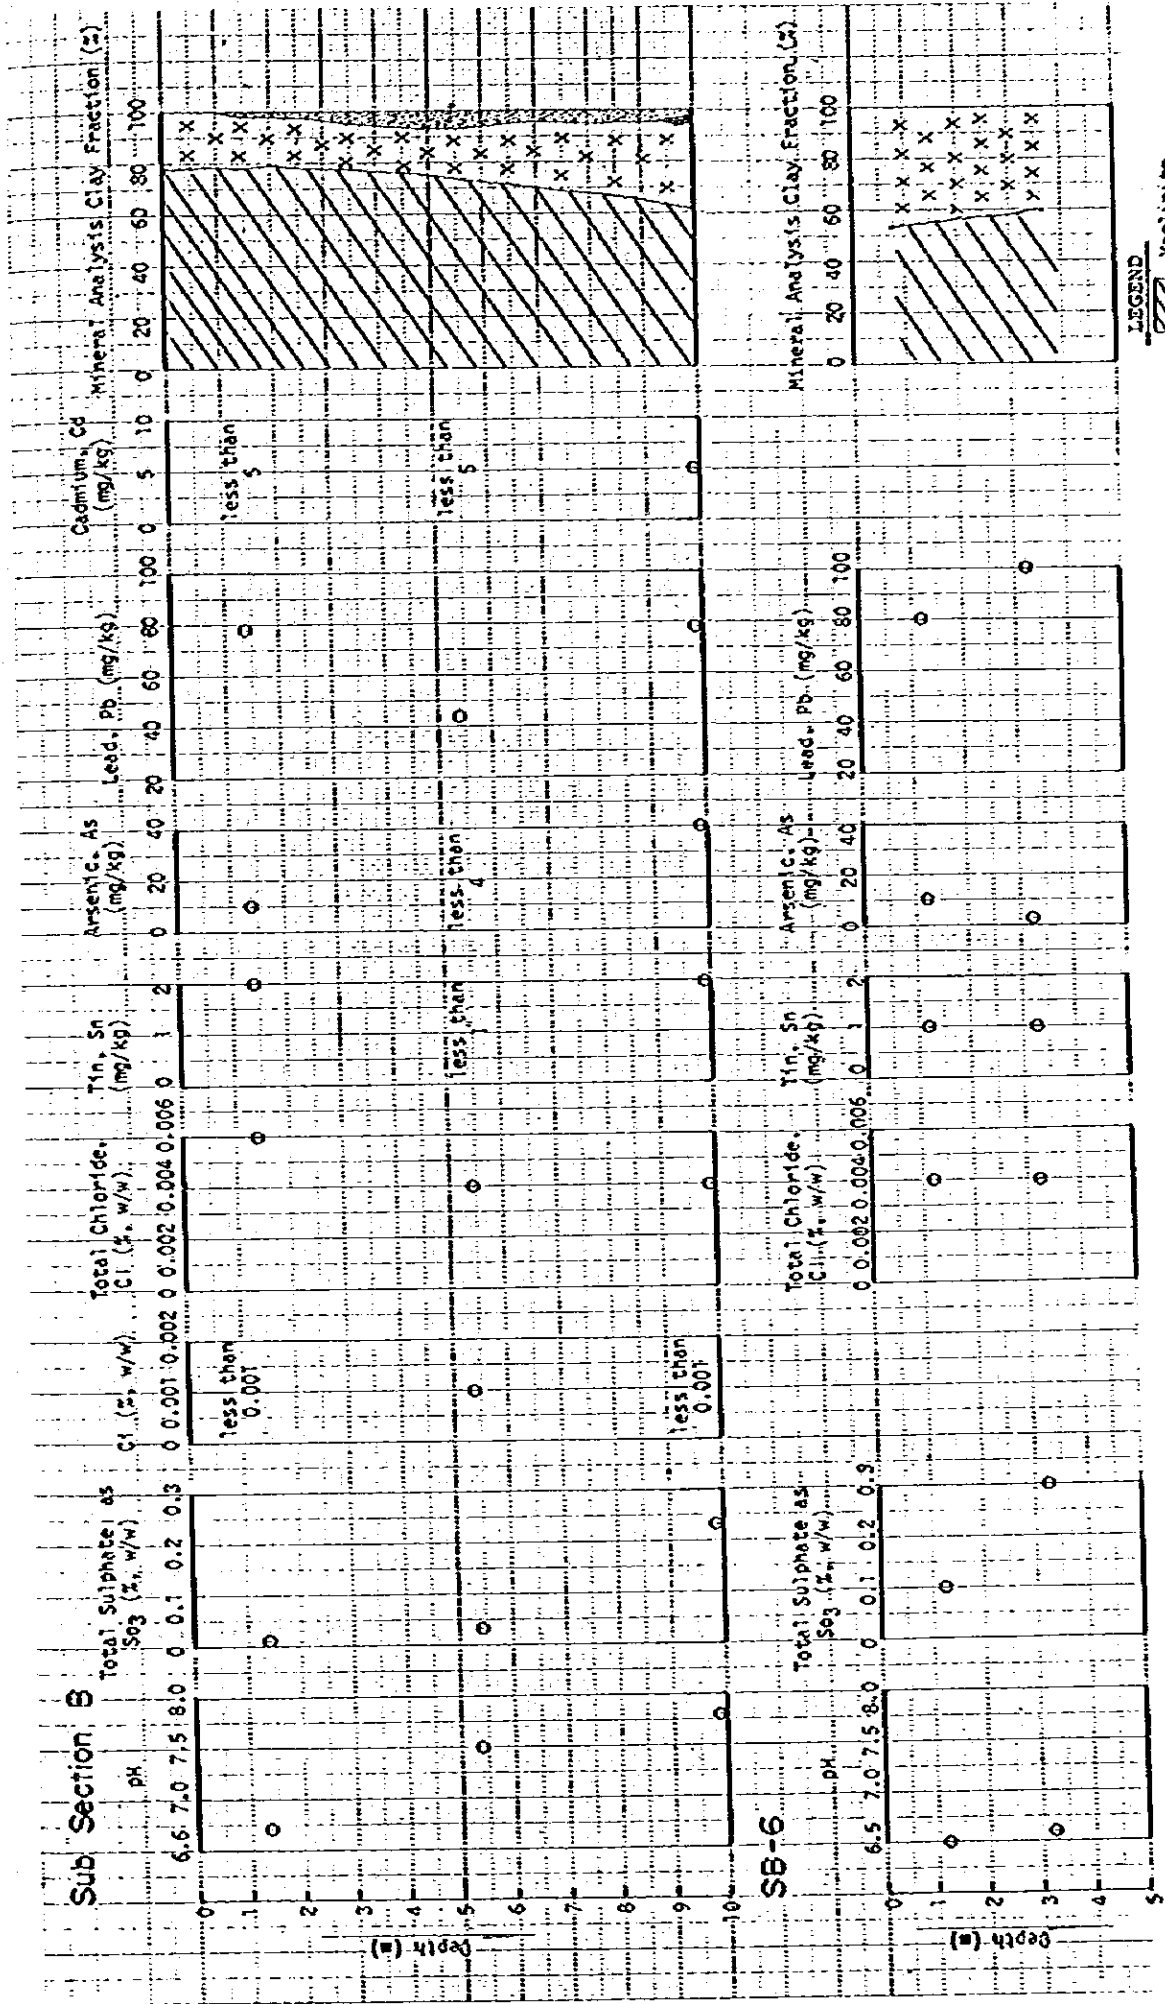 Sub Section B
pH
6.6 7.0 7.5 8.0
Total Sulphate as
So3 (%, w/w)
0 0.1 0.2 0.3
Cl (%, w/w)
0 0.001 0.002
less than
0.001
less than
0.001
Total Chloride,
Cl (%, w/w)
0 0.002 0.004 0.006
Tin, Sn
(mg/kg)
0 1 2
less than
1
Arsenic, As
(mg/kg)
0 20 40
less than
4
Lead, Pb (mg/kg)
20 40 60 80 100
Cadmium, Cd
(mg/kg)
0 5 10
less than
5
less than
5
Mineral Analysis Clay Fraction (%)
0 20 40 60 80 100
0
1
2
3
4
5
6
7
8
9
10
Depth (m)
SB-6
pH
6.5 7.0 7.5 8.0
Total Sulphate as
So3 (%, w/w)
0 0.1 0.2 0.3
Total Chloride,
Cl (%, w/w)
0 0.002 0.004 0.006
Tin, Sn
(mg/kg)
0 1 2
Arsenic, As
(mg/kg)
0 20 40
Lead, Pb (mg/kg)
20 40 60 80 100
Mineral Analysis Clay Fraction (%)
0 20 40 60 80 100
0
1
2
3
4
5
Depth (m)
LEGEND